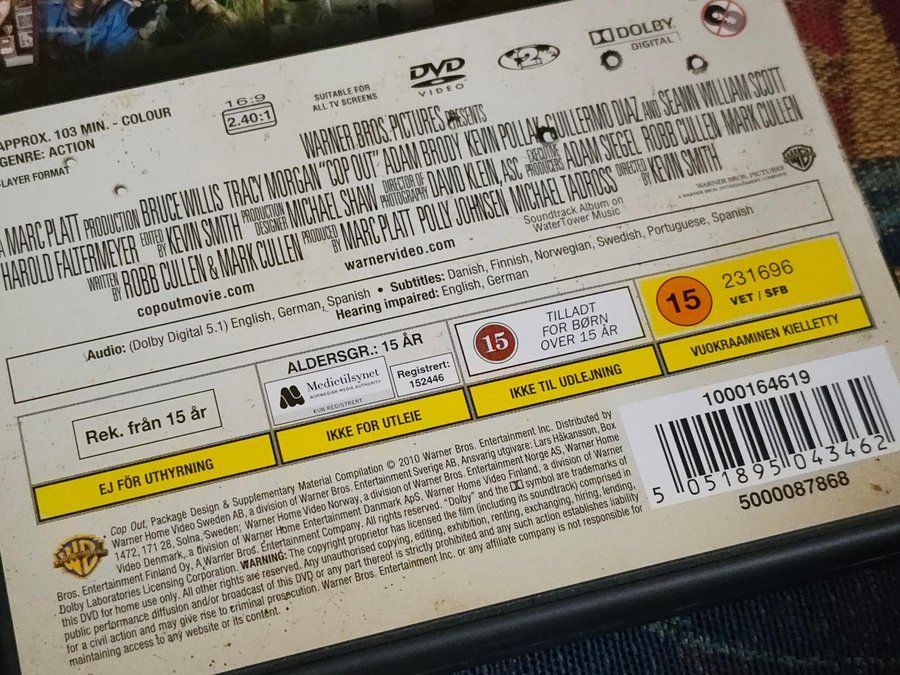 APPROX. 103 MIN. - COLOUR
GENRE: ACTION
-LAYER FORMAT
16:9
2.40:1
SUITABLE FOR
ALL TV SCREENS
DVD
VIDEO
2
DOLBY
DIGITAL
WARNER BROS. PICTURES PRESENTS
A MARC PLATT PRODUCTION BRUCE WILLIS TRACY MORGAN "COP OUT" ADAM BRODY KEVIN POLLAK GUILLERMO DIAZ AND SEANN WILLIAM SCOTT
HAROLD FALTERMEYER EDITED BY KEVIN SMITH PRODUCTION DESIGNER MICHAEL SHAW DIRECTOR OF PHOTOGRAPHY DAVID KLEIN, ASC. EXECUTIVE PRODUCERS ADAM SIEGEL ROBB CULLEN MARK CULLEN
WRITTEN BY ROBB CULLEN & MARK CULLEN PRODUCED BY MARC PLATT POLLY JOHNSEN MICHAEL TADROSS DIRECTED BY KEVIN SMITH
WARNER BROS. PICTURES
A WARNER BROS. ENTERTAINMENT COMPANY
copoutmovie.com
warnervideo.com
Soundtrack Album on
WaterTower Music
Audio: (Dolby Digital 5.1) English, German, Spanish • Subtitles: Danish, Finnish, Norwegian, Swedish, Portuguese, Spanish
Hearing impaired: English, German
Rek. från 15 år
EJ FÖR UTHYRNING
ALDERSGR.: 15 ÅR
Medietilsynet
NORWEGIAN MEDIA AUTHORITY
KUN REGISTRERT
Registrert:
152446
IKKE FOR UTLEIE
15
TILLADT
FOR BØRN
OVER 15 ÅR
IKKE TIL UDLEJNING
15
231696
VET / SFB
VUOKRAAMINEN KIELLETTY
1000164619
5 051895 043462
5000087868
WB
Cop Out, Package Design & Supplementary Material Compilation © 2010 Warner Bros. Entertainment Inc. Distributed by
Warner Home Video Sweden AB, a division of Warner Bros. Entertainment Sverige AB, Ansvarig utgivare: Lars Håkansson, Box
1472, 171 28, Solna, Sweden; Warner Home Video Norway, a division of Warner Bros. Entertainment Norge AS, Warner Home
Video Denmark, a division of Warner Bros. Entertainment Danmark ApS, Warner Home Video Finland, a division of Warner
Bros. Entertainment Finland Oy, A Warner Bros. Entertainment Company. All rights reserved. "Dolby" and the symbol are trademarks of
Dolby Laboratories Licensing Corporation. WARNING: The copyright proprietor has licensed the film (including its soundtrack) comprised in
this DVD for home use only. All other rights are reserved. Any unauthorised copying, editing, exhibition, renting, exchanging, hiring, lending,
public performance diffusion and/or broadcast of this DVD or any part thereof is strictly prohibited and any such action establishes liability
for a civil action and may give rise to criminal prosecution. Warner Bros. Entertainment Inc. or any affiliate company is not responsible for
maintaining access to any website or its content.